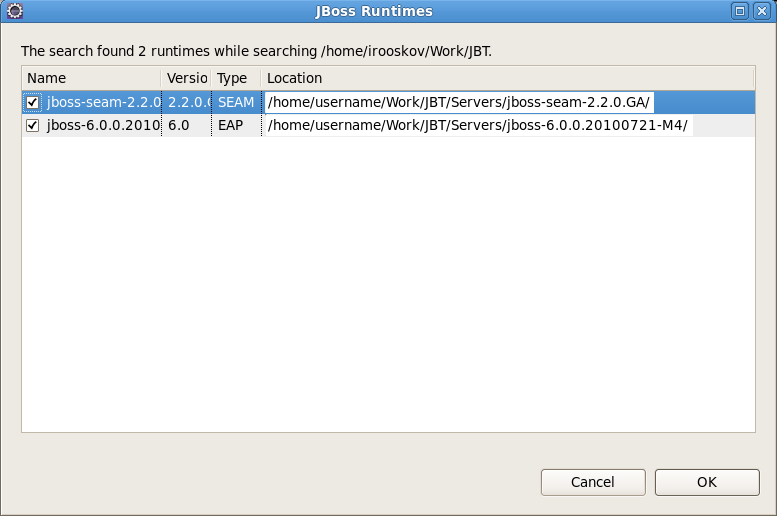 JBoss Runtimes
The search found 2 runtimes while searching /home/irooskov/Work/JBT.
Name Versio Type Location
jboss-seam-2.2.0 2.2.0.( SEAM /home/username/Work/JBT/Servers/jboss-seam-2.2.0.GA/
jboss-6.0.0.2010 6.0 EAP /home/username/Work/JBT/Servers/jboss-6.0.0.20100721-M4/
Cancel OK